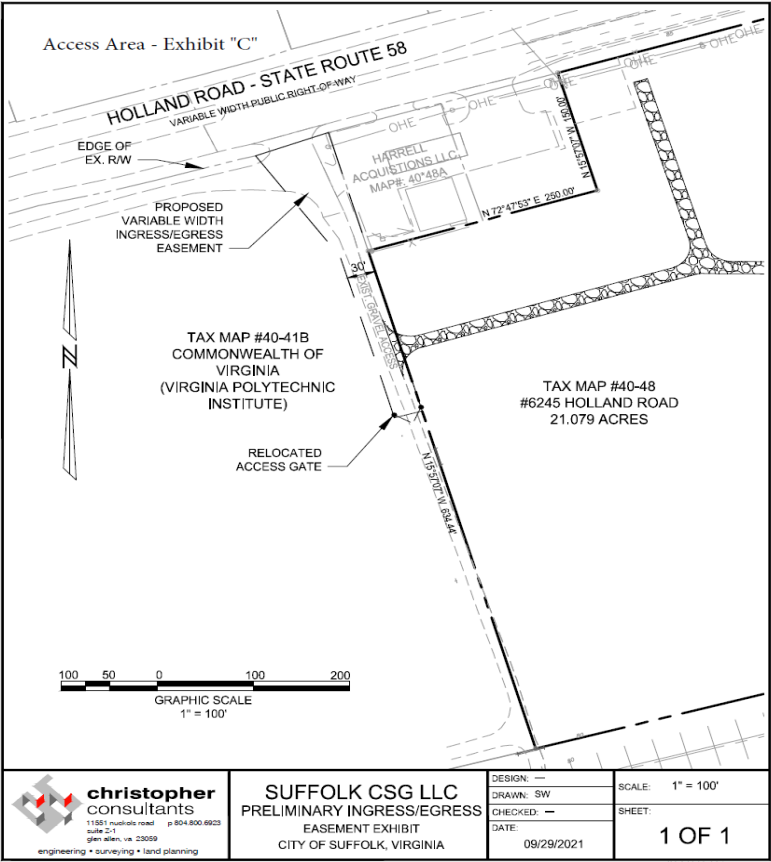 Access Area - Exhibit "C"
HOLLAND ROAD - STATE ROUTE 58
VARIABLE WIDTH PUBLIC RIGHT-OF-WAY
OHE
OHE
OHE
OHE
OHE
OHE
EDGE OF
EX. R/W
HARRELL
ACQUISTIONS LLC
MAP#: 40*48A
N 15°57'07" W 150.00'
N 72°47'53" E 250.00'
PROPOSED
VARIABLE WIDTH
INGRESS/EGRESS
EASEMENT
30'
EXIST. GRAVEL ACCESS
N
TAX MAP #40-41B
COMMONWEALTH OF
VIRGINIA
(VIRGINIA POLYTECHNIC
INSTITUTE)
TAX MAP #40-48
#6245 HOLLAND ROAD
21.079 ACRES
RELOCATED
ACCESS GATE
N 15°57'07" W 634.44'
100 50 0 100 200
GRAPHIC SCALE
1" = 100'
christopher
consultants
11551 nuckols road p 804.800.6923
suite Z-1
glen allen, va 23059
engineering • surveying • land planning
SUFFOLK CSG LLC
PRELIMINARY INGRESS/EGRESS
EASEMENT EXHIBIT
CITY OF SUFFOLK, VIRGINIA
DESIGN: —
DRAWN: SW
CHECKED: —
DATE:
09/29/2021
SCALE: 1" = 100'
SHEET:
1 OF 1